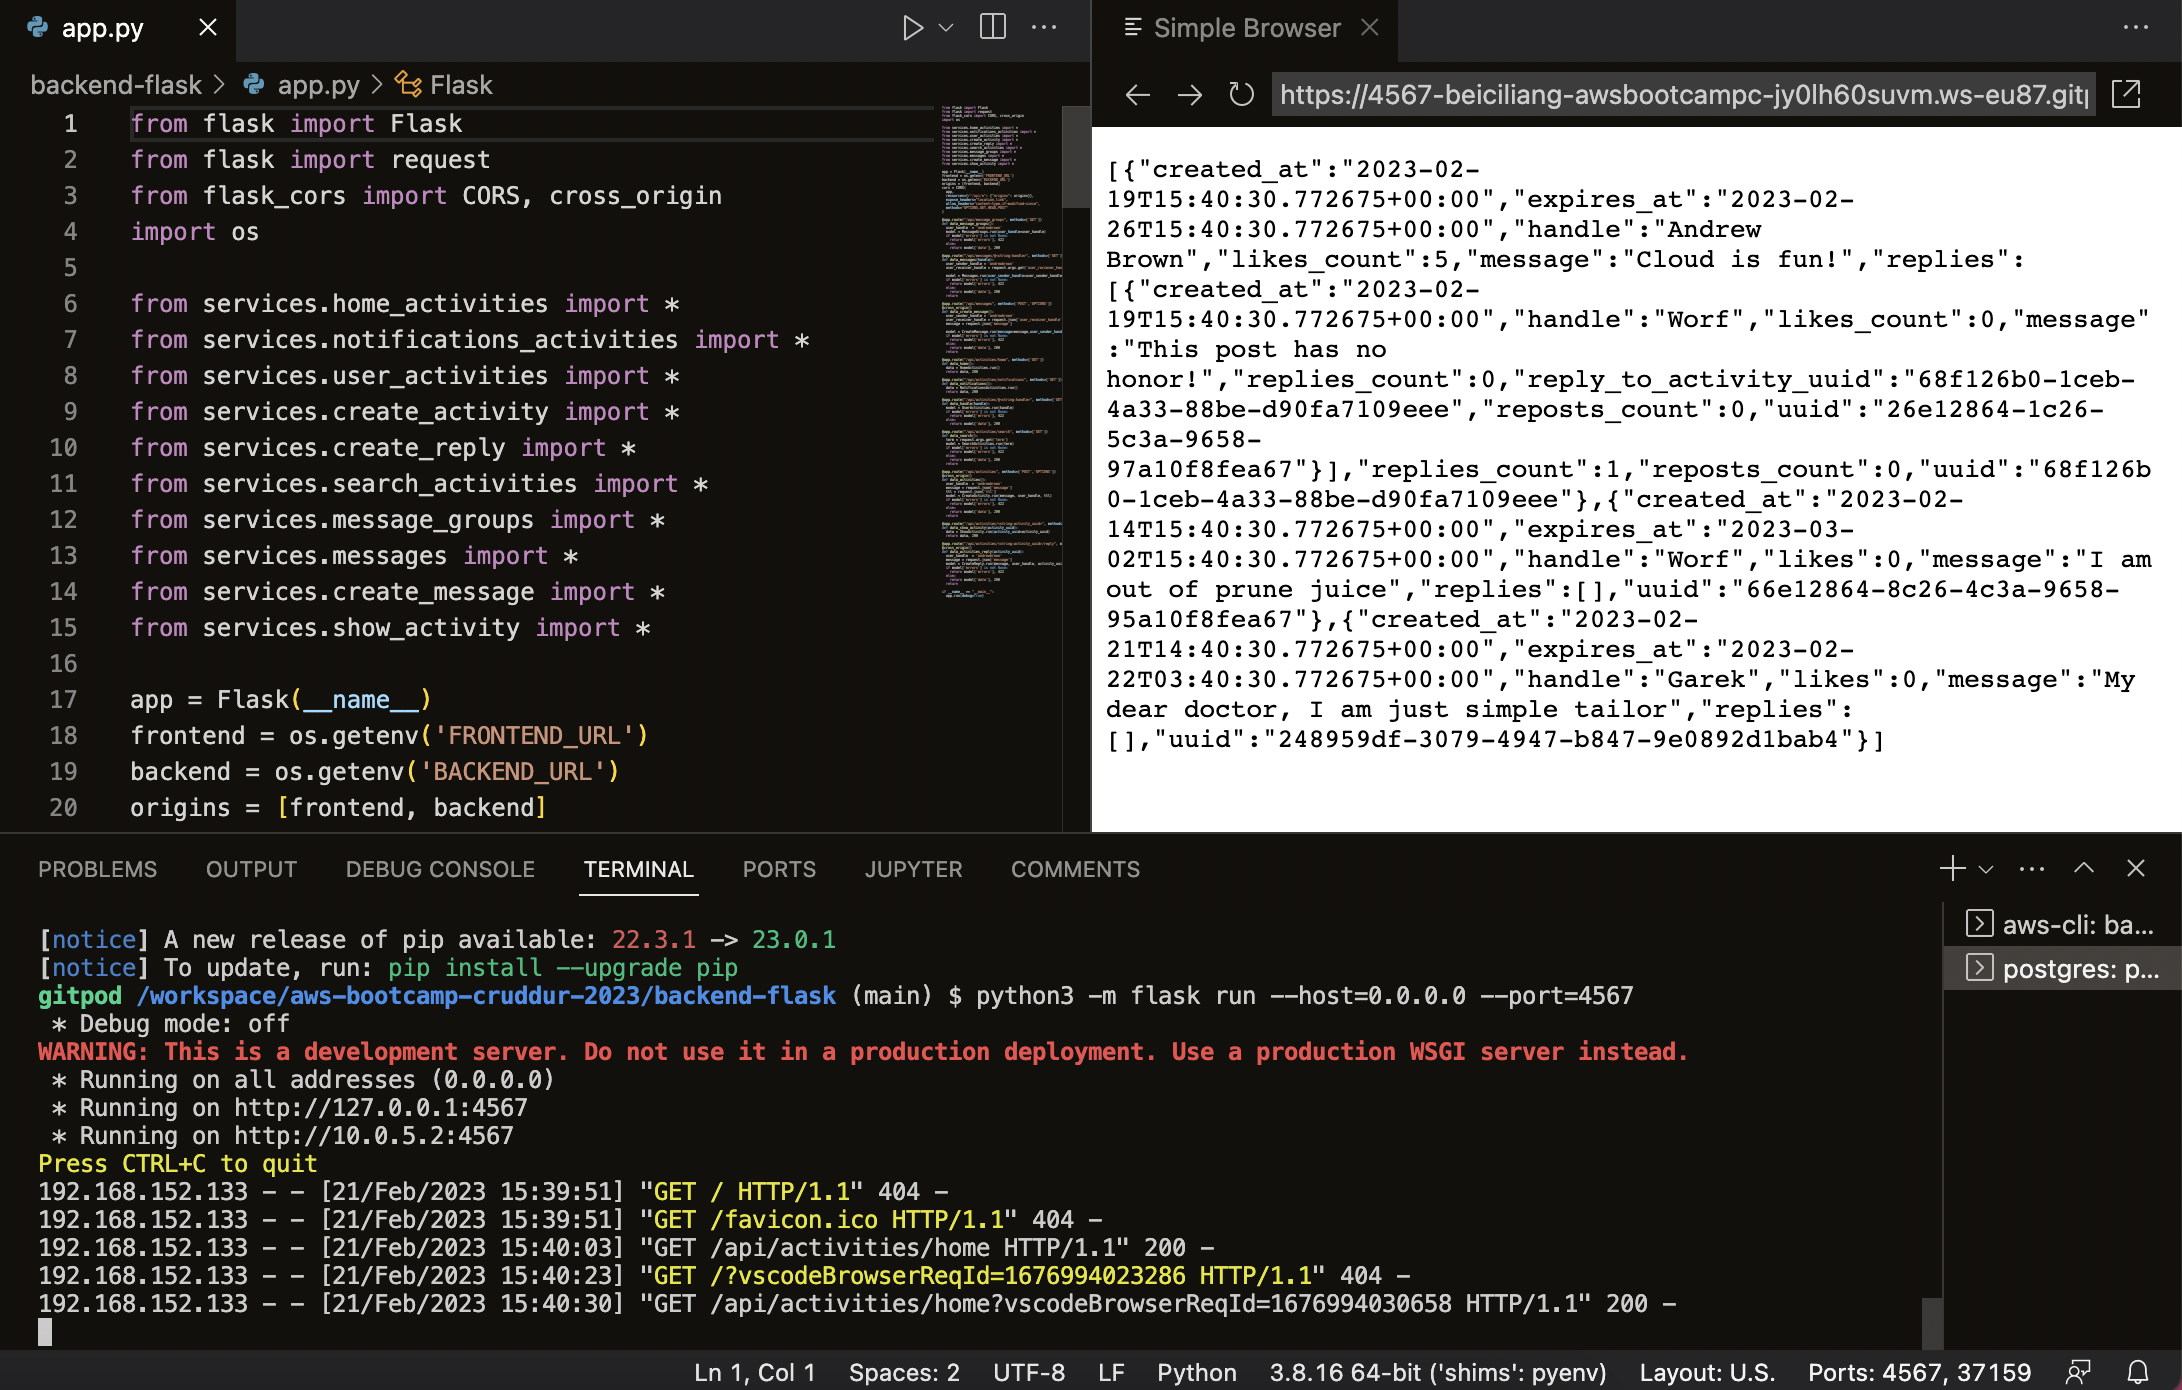 app.py
Simple Browser
backend-flask > app.py > Flask
https://4567-beiciliang-awsbootcampc-jy0lh60suvm.ws-eu87.git
1 from flask import Flask
2 from flask import request
3 from flask_cors import CORS, cross_origin
4 import os
5
6 from services.home_activities import *
7 from services.notifications_activities import *
8 from services.user_activities import *
9 from services.create_activity import *
10 from services.create_reply import *
11 from services.search_activities import *
12 from services.message_groups import *
13 from services.messages import *
14 from services.create_message import *
15 from services.show_activity import *
16
17 app = Flask(__name__)
18 frontend = os.getenv('FRONTEND_URL')
19 backend = os.getenv('BACKEND_URL')
20 origins = [frontend, backend]
[{"created_at":"2023-02-
19T15:40:30.772675+00:00","expires_at":"2023-02-
26T15:40:30.772675+00:00","handle":"Andrew
Brown","likes_count":5,"message":"Cloud is fun!","replies":
[{"created_at":"2023-02-
19T15:40:30.772675+00:00","handle":"Worf","likes_count":0,"message"
:"This post has no
honor!","replies_count":0,"reply_to_activity_uuid":"68f126b0-1ceb-
4a33-88be-d90fa7109eee","reposts_count":0,"uuid":"26e12864-1c26-
5c3a-9658-
97a10f8fea67"}],"replies_count":1,"reposts_count":0,"uuid":"68f126b
0-1ceb-4a33-88be-d90fa7109eee"},{"created_at":"2023-02-
14T15:40:30.772675+00:00","expires_at":"2023-03-
02T15:40:30.772675+00:00","handle":"Worf","likes":0,"message":"I am
out of prune juice","replies":[],"uuid":"66e12864-8c26-4c3a-9658-
95a10f8fea67"},{"created_at":"2023-02-
21T14:40:30.772675+00:00","expires_at":"2023-02-
22T03:40:30.772675+00:00","handle":"Garek","likes":0,"message":"My
dear doctor, I am just simple tailor","replies":
[],"uuid":"248959df-3079-4947-b847-9e0892d1bab4"}]
PROBLEMS OUTPUT DEBUG CONSOLE TERMINAL PORTS JUPYTER COMMENTS
[notice] A new release of pip available: 22.3.1 -> 23.0.1
[notice] To update, run: pip install --upgrade pip
gitpod /workspace/aws-bootcamp-cruddur-2023/backend-flask (main) $ python3 -m flask run --host=0.0.0.0 --port=4567
* Debug mode: off
WARNING: This is a development server. Do not use it in a production deployment. Use a production WSGI server instead.
* Running on all addresses (0.0.0.0)
* Running on http://127.0.0.1:4567
* Running on http://10.0.5.2:4567
Press CTRL+C to quit
192.168.152.133 - - [21/Feb/2023 15:39:51] "GET / HTTP/1.1" 404 -
192.168.152.133 - - [21/Feb/2023 15:39:51] "GET /favicon.ico HTTP/1.1" 404 -
192.168.152.133 - - [21/Feb/2023 15:40:03] "GET /api/activities/home HTTP/1.1" 200 -
192.168.152.133 - - [21/Feb/2023 15:40:23] "GET /?vscodeBrowserReqId=1676994023286 HTTP/1.1" 404 -
192.168.152.133 - - [21/Feb/2023 15:40:30] "GET /api/activities/home?vscodeBrowserReqId=1676994030658 HTTP/1.1" 200 -
aws-cli: ba...
postgres: p...
Ln 1, Col 1 Spaces: 2 UTF-8 LF Python 3.8.16 64-bit ('shims': pyenv) Layout: U.S. Ports: 4567, 37159